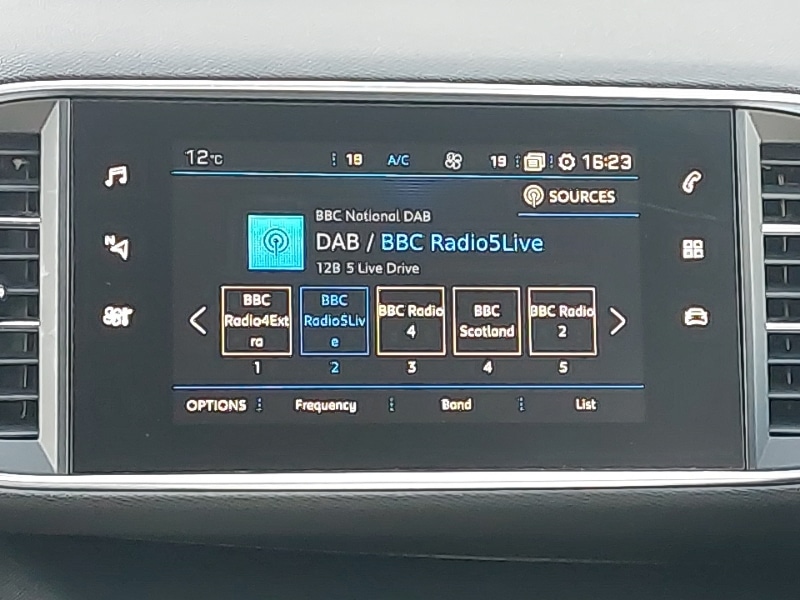 12°C 18 A/C 19 16:23
SOURCES
BBC National DAB
DAB / BBC Radio5Live
12B 5 Live Drive
BBC Radio4Ext ra
BBC Radio5Liv e
BBC Radio 4
BBC Scotland
BBC Radio 2
1 2 3 4 5
OPTIONS Frequency Band List
N